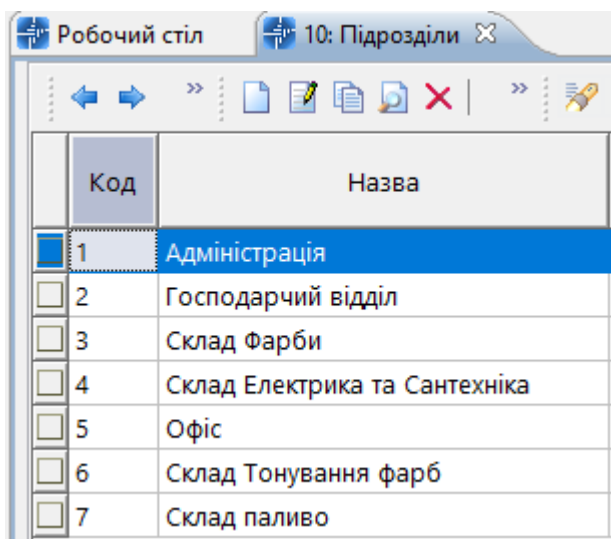 Робочий стіл 10: Підрозділи
Код Назва
1 Адміністрація
2 Господарчий відділ
3 Склад Фарби
4 Склад Електрика та Сантехніка
5 Офіс
6 Склад Тонування фарб
7 Склад паливо